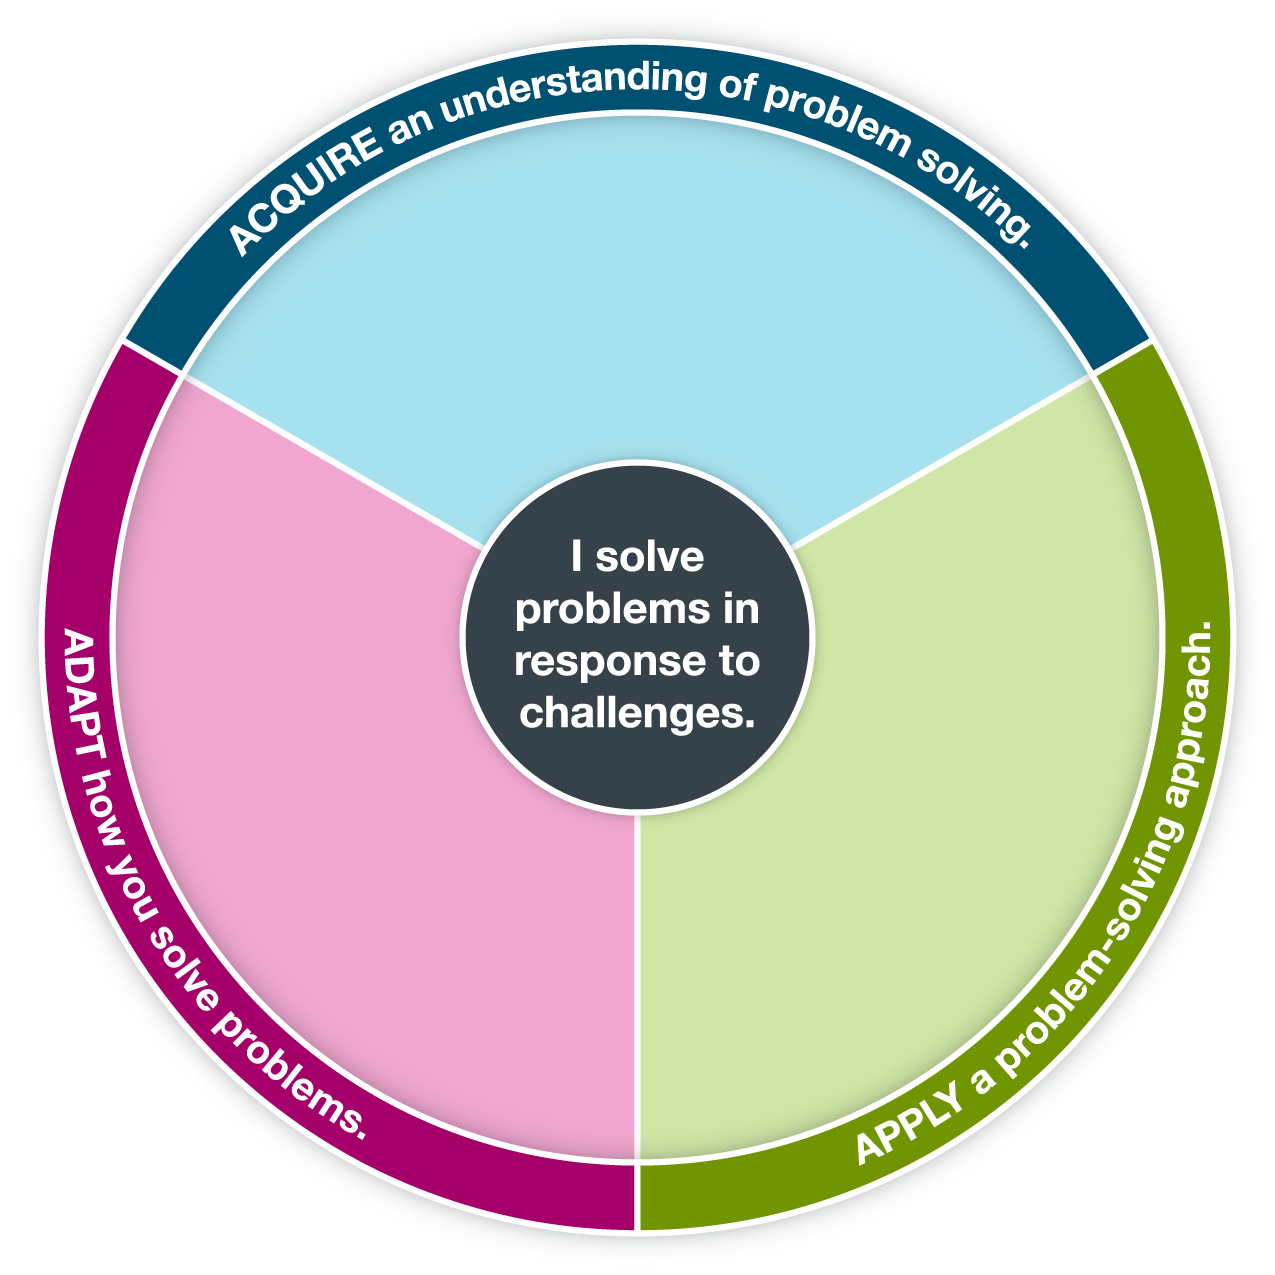 ACQUIRE an understanding of problem solving.
I solve
problems in
response to
challenges.
ADAPT how you solve problems.
APPLY a problem-solving approach.